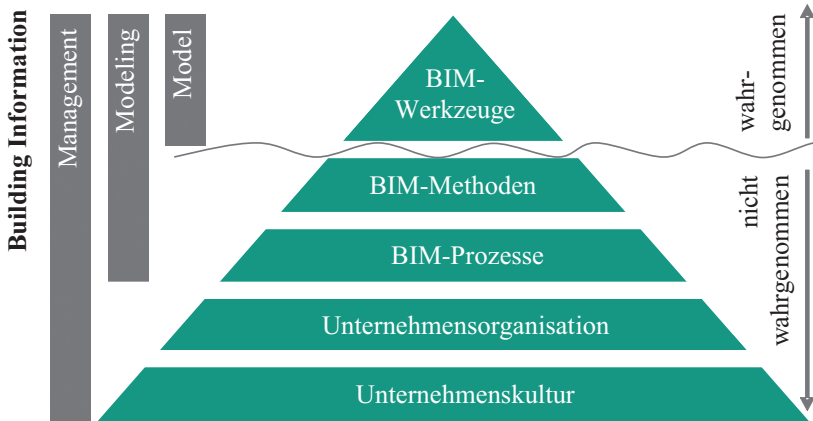 Building Information
Management
Modeling
Model
BIM-
Werkzeuge
BIM-Methoden
BIM-Prozesse
Unternehmensorganisation
Unternehmenskultur
wahr-
genommen
nicht
wahrgenommen